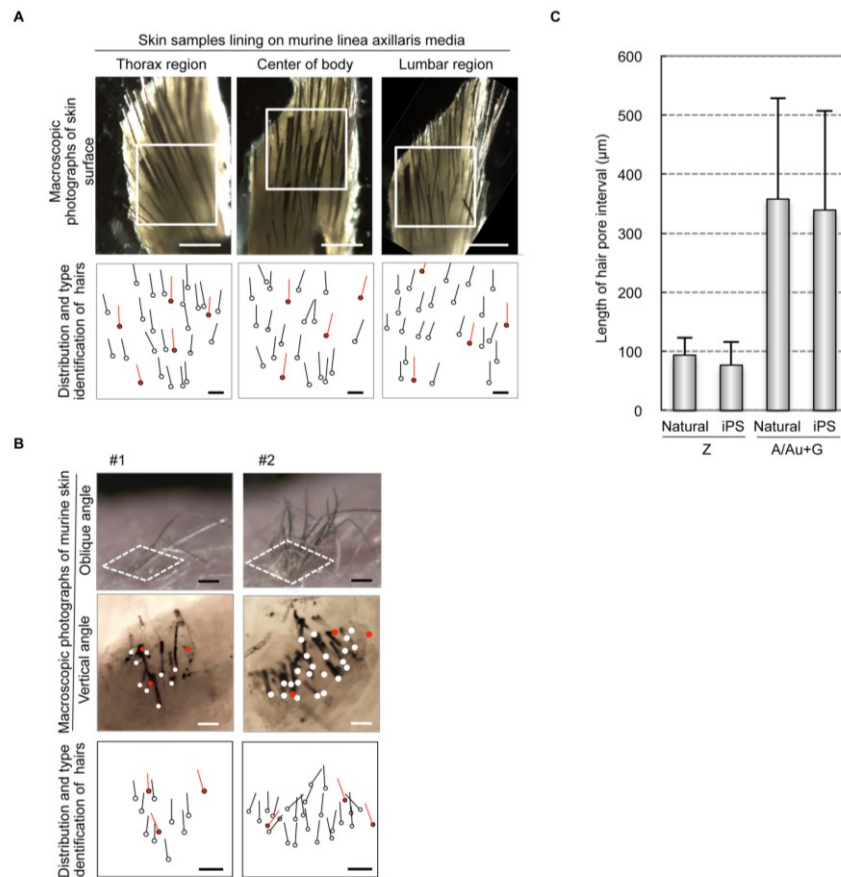 A
Skin samples lining on murine linea axillaris media
Thorax region
Center of body
Lumbar region
Macroscopic
photographs of skin
surface
Distribution and type
identification of hairs
B
#1
#2
Macroscopic photographs of murine skin
Oblique angle
Vertical angle
Distribution and type
dentification of hairs
C
Length of hair pore interval (µm)
600
500
400
300
200
100
0
Natural
iPS
Natural
iPS
Z
A/Au+G